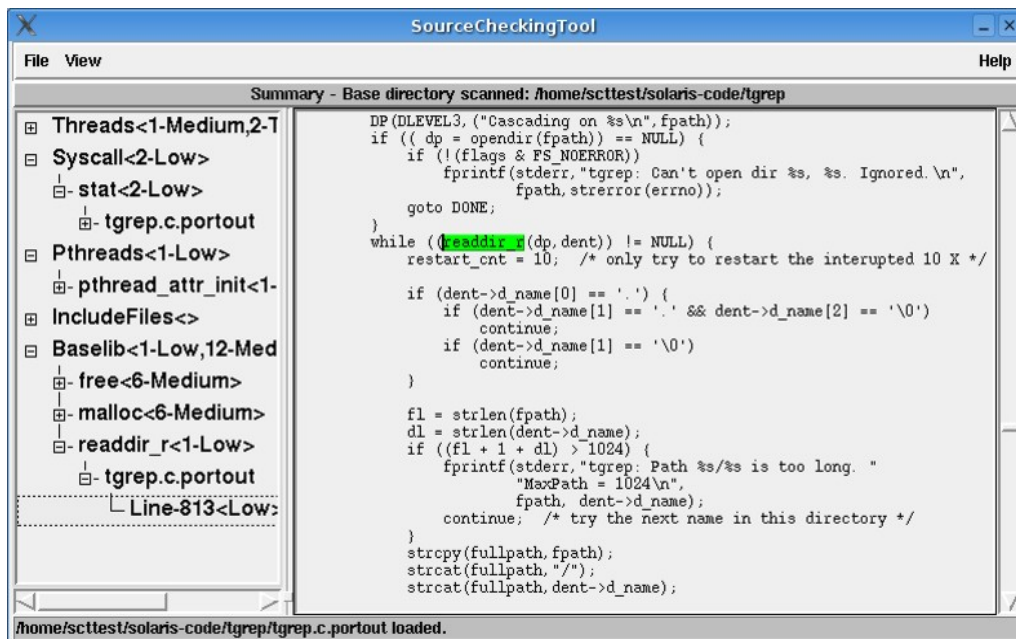 SourceCheckingTool
File View Help
Summary - Base directory scanned: /home/scttest/solaris-code/tgrep
Threads<1-Medium,2-T
Syscall<2-Low>
stat<2-Low>
tgrep.c.portout
Pthreads<1-Low>
pthread_attr_init<1-
IncludeFiles<>
Baselib<1-Low,12-Med
free<6-Medium>
malloc<6-Medium>
readdir_r<1-Low>
tgrep.c.portout
Line-813<Low>
DP(DLEVEL3, ("Cascading on %s\n",fpath));
if (( dp = opendir(fpath)) == NULL) {
if (!(flags & FS_NOERROR))
fprintf(stderr,"tgrep: Can't open dir %s, %s. Ignored.\n",
fpath,strerror(errno));
goto DONE;
}
while ((readdir_r(dp,dent)) != NULL) {
restart_cnt = 10; /* only try to restart the interupted 10 X */
if (dent->d_name[0] == '.') {
if (dent->d_name[1] == '.' && dent->d_name[2] == '\0')
continue;
if (dent->d_name[1] == '\0')
continue;
}
fl = strlen(fpath);
dl = strlen(dent->d_name);
if ((fl + 1 + dl) > 1024) {
fprintf(stderr,"tgrep: Path %s/%s is too long. "
"MaxPath = 1024\n",
fpath, dent->d_name);
continue; /* try the next name in this directory */
}
strcpy(fullpath,fpath);
strcat(fullpath,"/");
strcat(fullpath,dent->d_name);
/home/scttest/solaris-code/tgrep/tgrep.c.portout loaded.